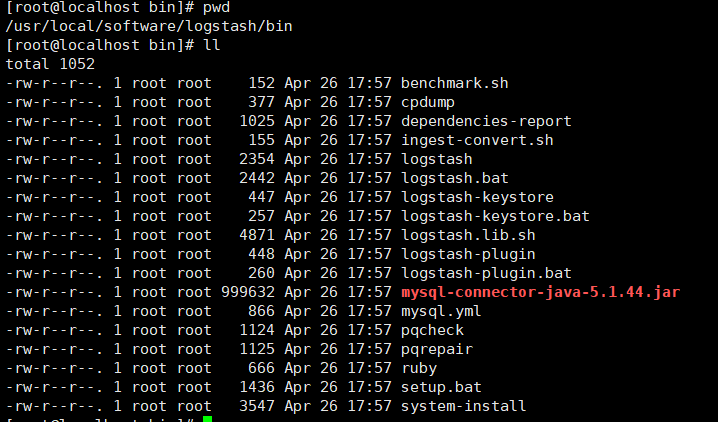 [root@localhost bin]# pwd
/usr/local/software/logstash/bin
[root@localhost bin]# ll
total 1052
-rw-r--r--. 1 root root    152 Apr 26 17:57 benchmark.sh
-rw-r--r--. 1 root root    377 Apr 26 17:57 cpdump
-rw-r--r--. 1 root root   1025 Apr 26 17:57 dependencies-report
-rw-r--r--. 1 root root    155 Apr 26 17:57 ingest-convert.sh
-rw-r--r--. 1 root root   2354 Apr 26 17:57 logstash
-rw-r--r--. 1 root root   2442 Apr 26 17:57 logstash.bat
-rw-r--r--. 1 root root    447 Apr 26 17:57 logstash-keystore
-rw-r--r--. 1 root root    257 Apr 26 17:57 logstash-keystore.bat
-rw-r--r--. 1 root root   4871 Apr 26 17:57 logstash.lib.sh
-rw-r--r--. 1 root root    448 Apr 26 17:57 logstash-plugin
-rw-r--r--. 1 root root    260 Apr 26 17:57 logstash-plugin.bat
-rw-r--r--. 1 root root 999632 Apr 26 17:57 mysql-connector-java-5.1.44.jar
-rw-r--r--. 1 root root    866 Apr 26 17:57 mysql.yml
-rw-r--r--. 1 root root   1124 Apr 26 17:57 pqcheck
-rw-r--r--. 1 root root   1125 Apr 26 17:57 pqrepair
-rw-r--r--. 1 root root    666 Apr 26 17:57 ruby
-rw-r--r--. 1 root root   1436 Apr 26 17:57 setup.bat
-rw-r--r--. 1 root root   3547 Apr 26 17:57 system-install
[root@localhost bin]#